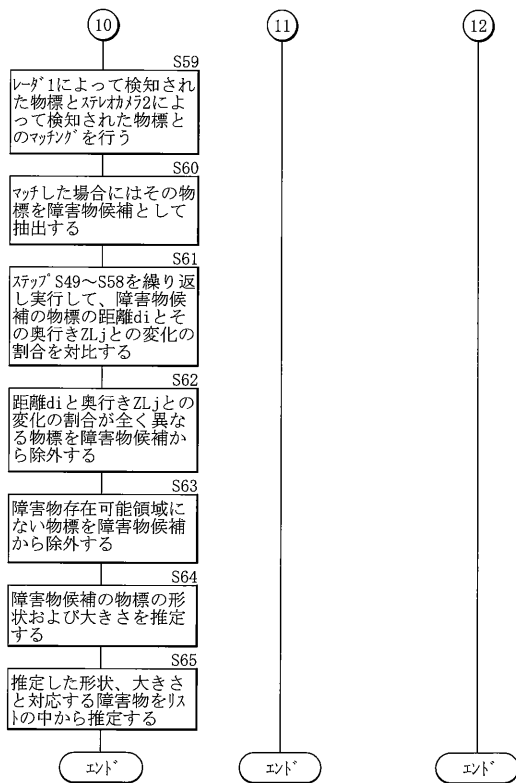 10
11
12
S59
ﾚｰﾀﾞ1によって検知され
た物標とｽﾃﾚｵｶﾒﾗ2によ
って検知された物標と
のﾏｯﾁﾝｸﾞを行う
S60
ﾏｯﾁした場合にはその物
標を障害物候補として
抽出する
S61
ｽﾃｯﾌﾟS49～S58を繰り返
し実行して、障害物候
補の物標の距離diとそ
の奥行きZLjとの変化の
割合を対比する
S62
距離diと奥行きZLjとの
変化の割合が全く異な
る物標を障害物候補か
ら除外する
S63
障害物存在可能領域に
ない物標を障害物候補
から除外する
S64
障害物候補の物標の形
状および大きさを推定
する
S65
推定した形状、大きさ
と対応する障害物をﾘｽ
ﾄの中から推定する
ｴﾝﾄﾞ
ｴﾝﾄﾞ
ｴﾝﾄﾞ